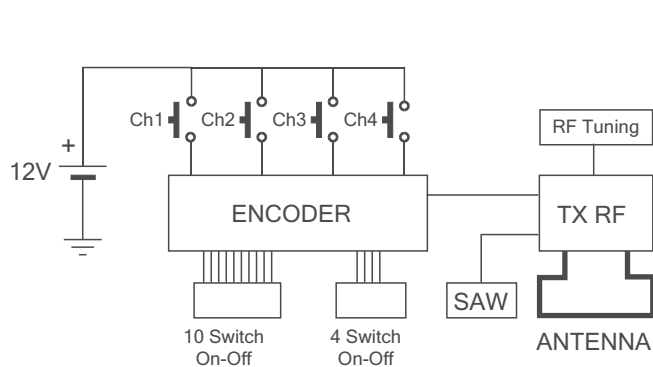 Ch1
Ch2
Ch3
Ch4
RF Tuning
+
12V
ENCODER
TX RF
SAW
10 Switch
On-Off
4 Switch
On-Off
ANTENNA